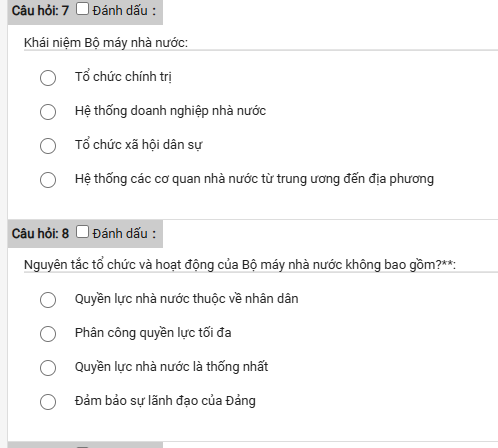 Câu hỏi: 7 Đánh dấu :
Khái niệm Bộ máy nhà nước:
Tổ chức chính trị
Hệ thống doanh nghiệp nhà nước
Tổ chức xã hội dân sự
Hệ thống các cơ quan nhà nước từ trung ương đến địa phương
Câu hỏi: 8 Đánh dấu :
Nguyên tắc tổ chức và hoạt động của Bộ máy nhà nước không bao gồm?**:
Quyền lực nhà nước thuộc về nhân dân
Phân công quyền lực tối đa
Quyền lực nhà nước là thống nhất
Đảm bảo sự lãnh đạo của Đảng